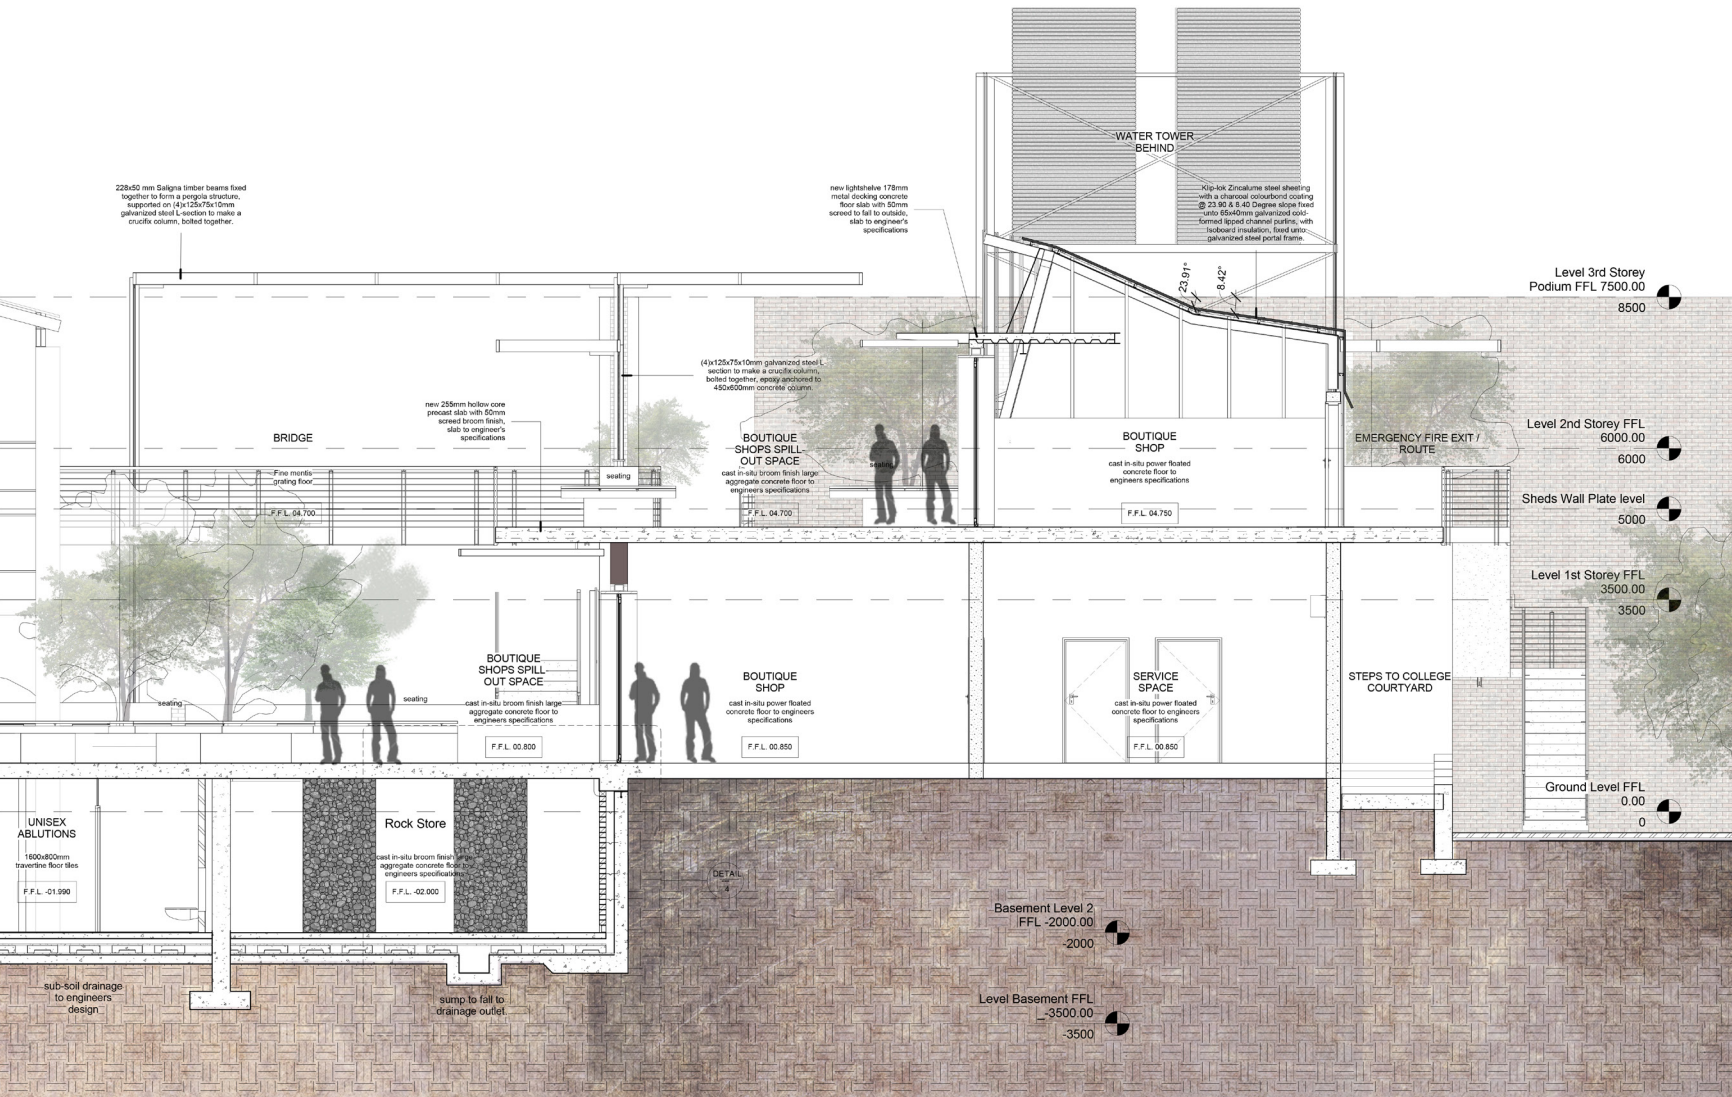 WATER TOWER
BEHIND
228x50 mm Saligna timber beams fixed
together to form a pergola structure,
supported on (4)x125x75x10mm
galvanized steel L-section to make a
crucifix column, bolted together.
new lightshelve 178mm
metal decking concrete
floor slab with 50mm
screed to fall to outside,
slab to engineer's
specifications
Klip-lok Zincalume steel sheeting
with a charcoal colourbond coating
@ 23.90 & 8.40 Degree slope fixed
unto 65x40mm galvanized cold-
formed lipped channel purlins, with
Isoboard insulation, fixed unto
galvanized steel portal frame.
23.91°
8.42°
Level 3rd Storey
Podium FFL 7500.00
8500
(4)x125x75x10mm galvanized steel L-
section to make a crucifix column,
bolted together, epoxy anchored to
450x600mm concrete column.
new 255mm hollow core
precast slab with 50mm
screed broom finish,
slab to engineer's
specifications
BRIDGE
Fine mentis
grating floor
F.F.L. 04.700
seating
BOUTIQUE
SHOPS SPILL-
OUT SPACE
cast in-situ broom finish large
aggregate concrete floor to
engineers specifications
F.F.L. 04.700
seating
BOUTIQUE
SHOP
cast in-situ power floated
concrete floor to
engineers specifications
F.F.L. 04.750
EMERGENCY FIRE EXIT /
ROUTE
Level 2nd Storey FFL
6000.00
6000
Sheds Wall Plate level
5000
Level 1st Storey FFL
3500.00
3500
seating
seating
BOUTIQUE
SHOPS SPILL-
OUT SPACE
cast in-situ broom finish large
aggregate concrete floor to
engineers specifications
F.F.L. 00.800
BOUTIQUE
SHOP
cast in-situ power floated
concrete floor to engineers
specifications
F.F.L. 00.850
SERVICE
SPACE
cast in-situ power floated
concrete floor to engineers
specifications
F.F.L. 00.850
STEPS TO COLLEGE
COURTYARD
Ground Level FFL
0.00
0
UNISEX
ABLUTIONS
1600x800mm
travertine floor tiles
F.F.L. -01.990
Rock Store
cast in-situ broom finish large
aggregate concrete floor to
engineers specifications
F.F.L. -02.000
DETAIL
4
Basement Level 2
FFL -2000.00
-2000
Level Basement FFL
-3500.00
-3500
sub-soil drainage
to engineers
design
sump to fall to
drainage outlet.